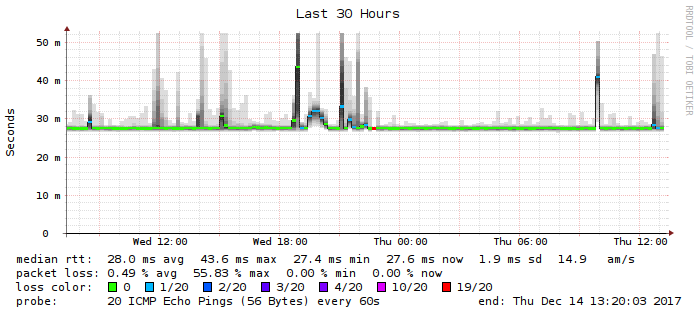 Last 30 Hours
RRDTOOL / TOBI OETIKER
Seconds
50 m
40 m
30 m
20 m
10 m
0
Wed 12:00 Wed 18:00 Thu 00:00 Thu 06:00 Thu 12:00
median rtt: 28.0 ms avg 43.6 ms max 27.4 ms min 27.6 ms now 1.9 ms sd 14.9 am/s
packet loss: 0.49 % avg 55.83 % max 0.00 % min 0.00 % now
loss color: 0 1/20 2/20 3/20 4/20 10/20 19/20
probe: 20 ICMP Echo Pings (56 Bytes) every 60s end: Thu Dec 14 13:20:03 2017